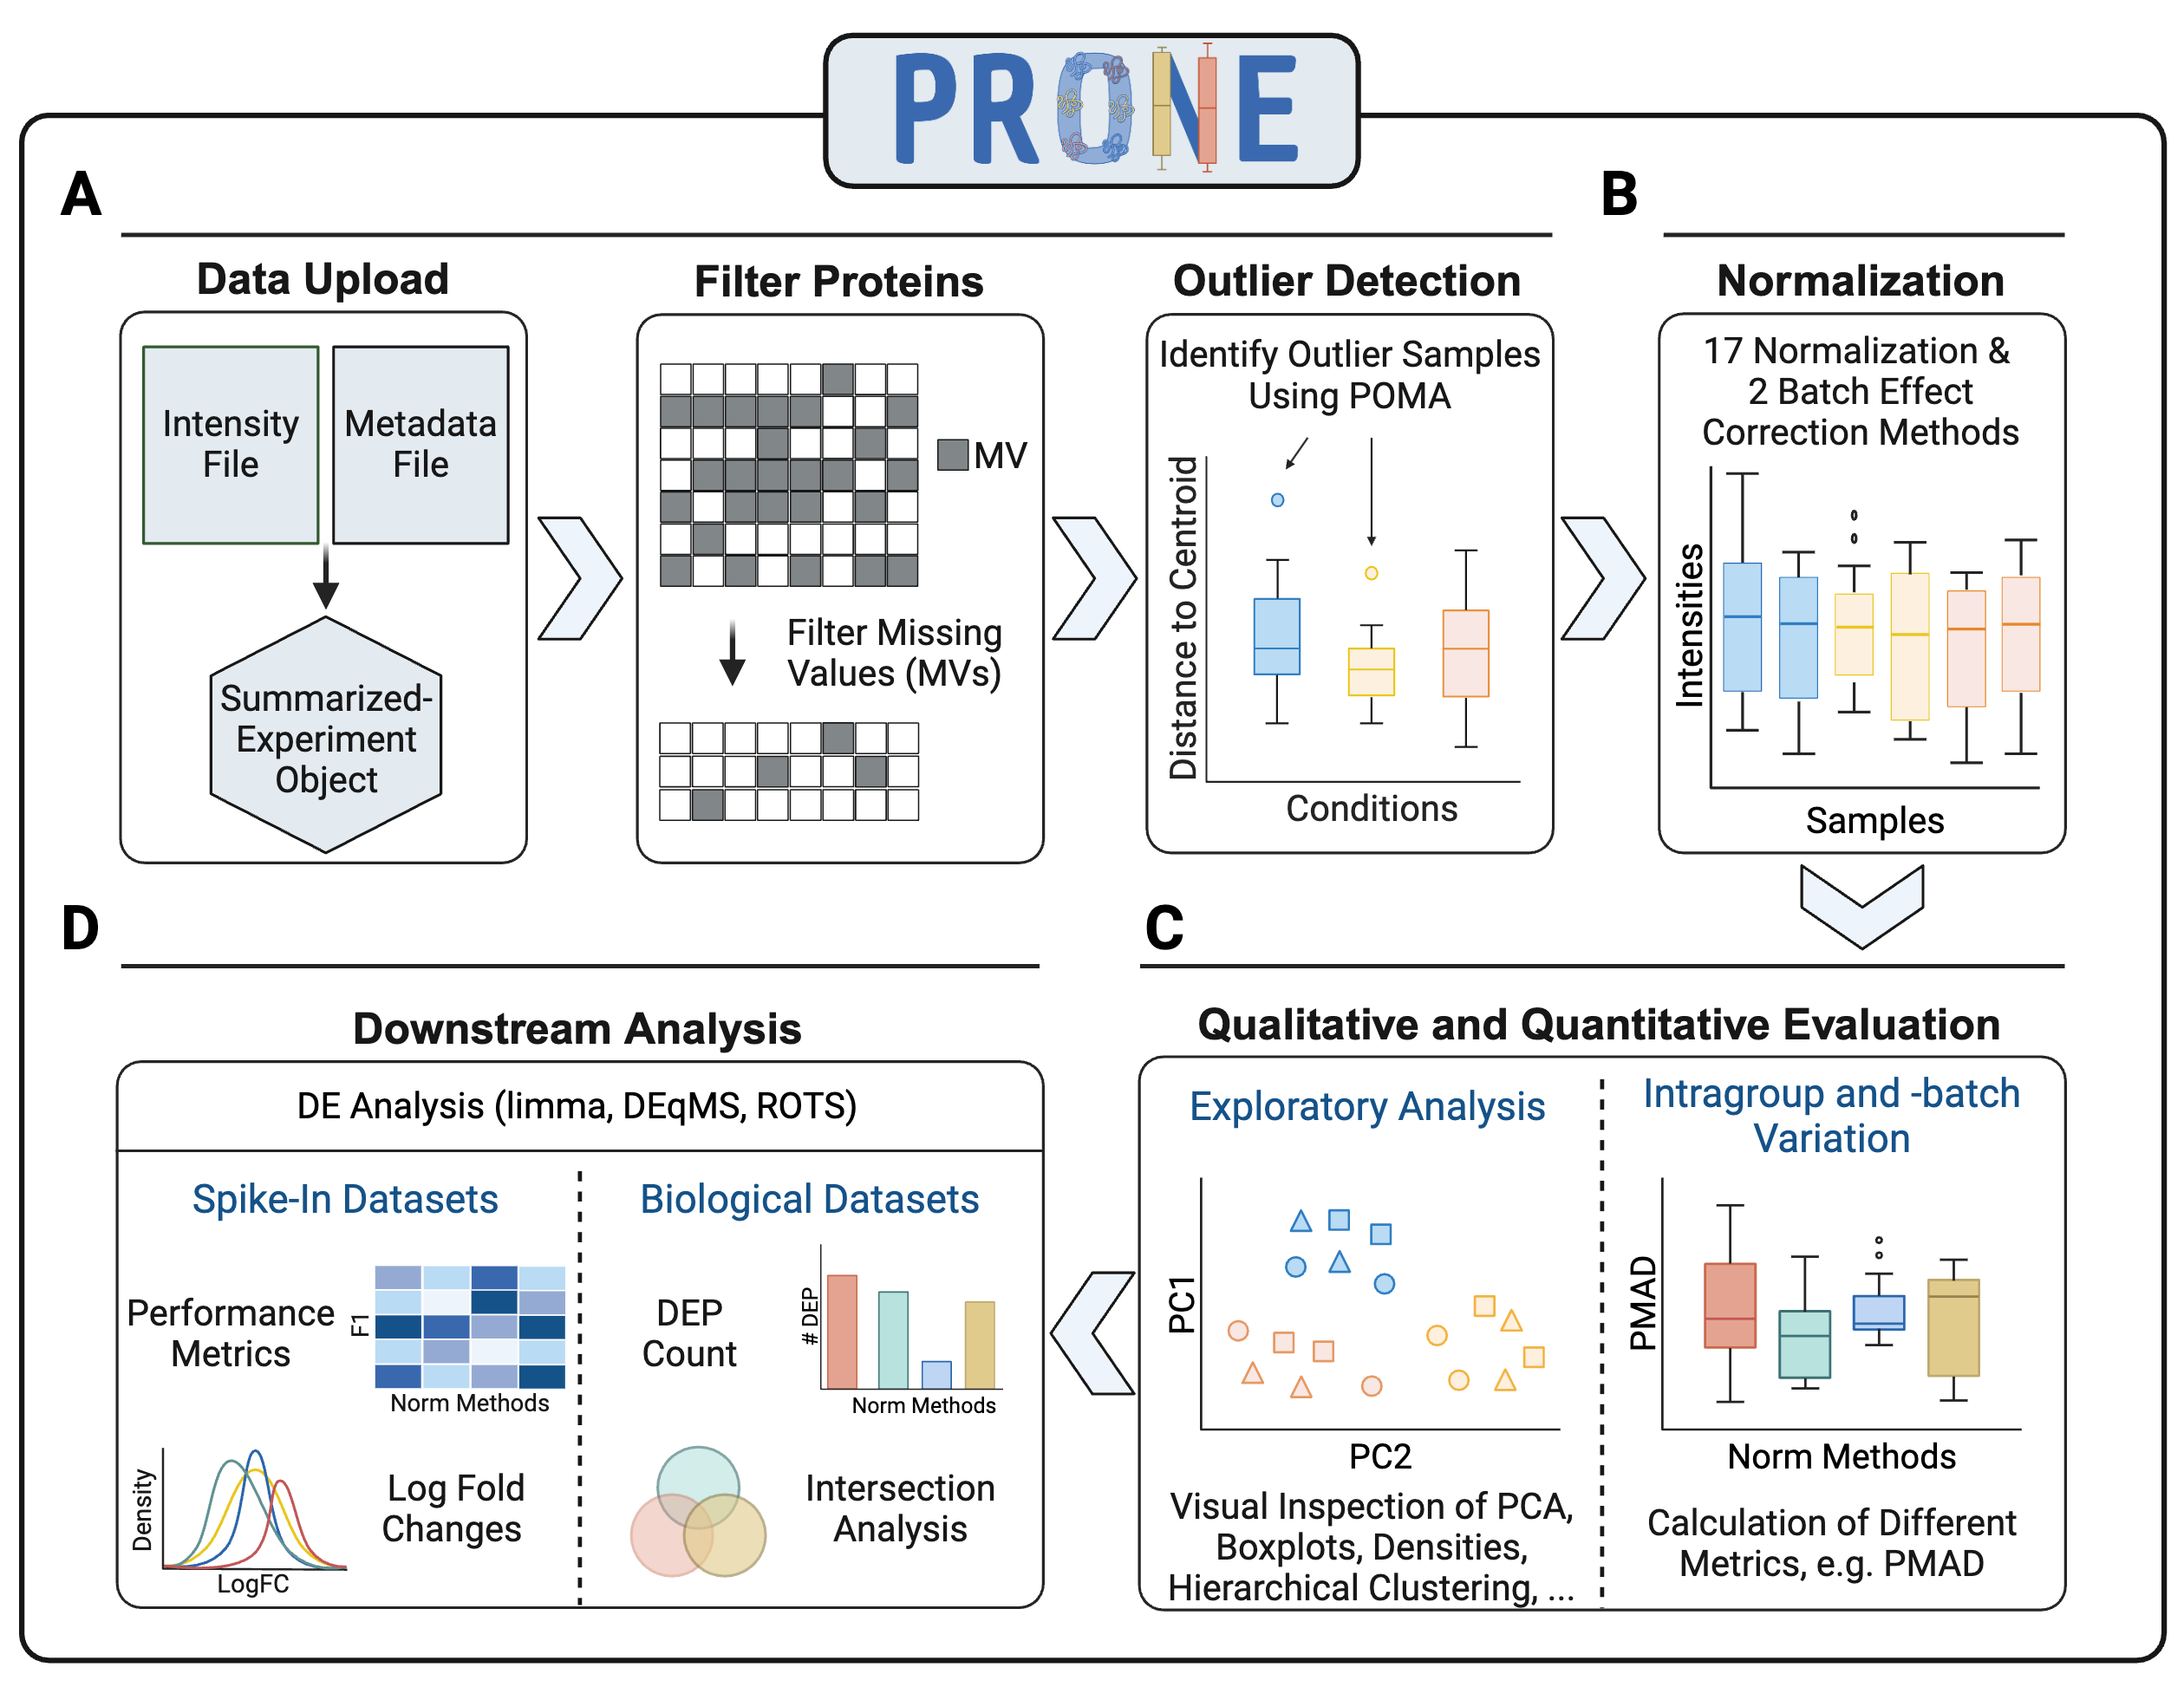 PRONE
A
Data Upload
Intensity
File
Metadata
File
Summarized-
Experiment
Object
Filter Proteins
MV
Filter Missing
Values (MVs)
Outlier Detection
Identify Outlier Samples
Using POMA
Distance to Centroid
Conditions
B
Normalization
17 Normalization &
2 Batch Effect
Correction Methods
Intensities
Samples
C
Qualitative and Quantitative Evaluation
Exploratory Analysis
PC1
PC2
Visual Inspection of PCA,
Boxplots, Densities,
Hierarchical Clustering, ...
Intragroup and -batch
Variation
PMAD
Norm Methods
Calculation of Different
Metrics, e.g. PMAD
D
Downstream Analysis
DE Analysis (limma, DEqMS, ROTS)
Spike-In Datasets
Performance
Metrics
F1
Norm Methods
Density
LogFC
Log Fold
Changes
Biological Datasets
DEP
Count
# DEP
Norm Methods
Intersection
Analysis